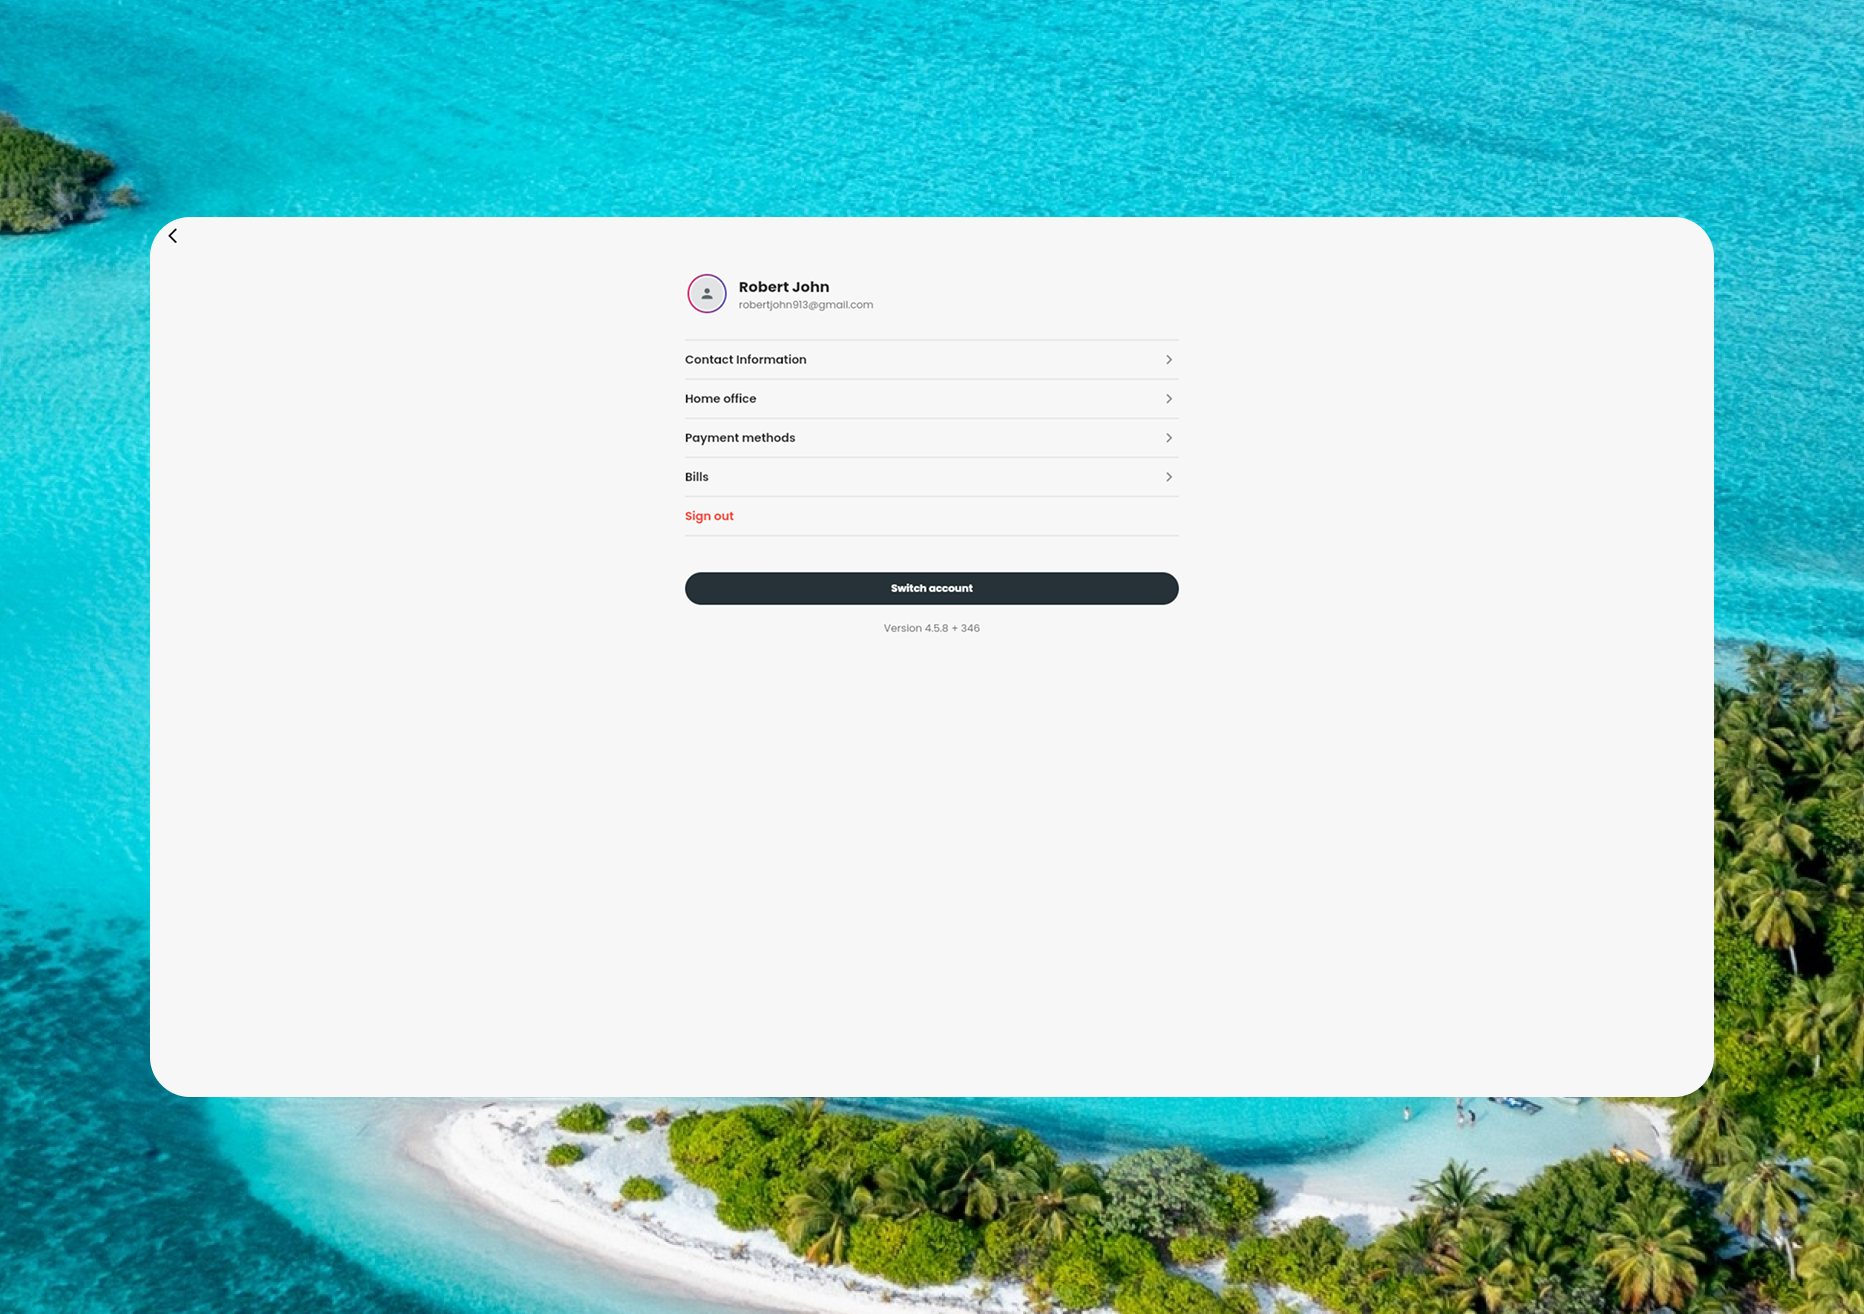 Robert John
robertjohn913@gmail.com
Contact Information
Home office
Payment methods
Bills
Sign out
Switch account
Version 4.5.8 + 346